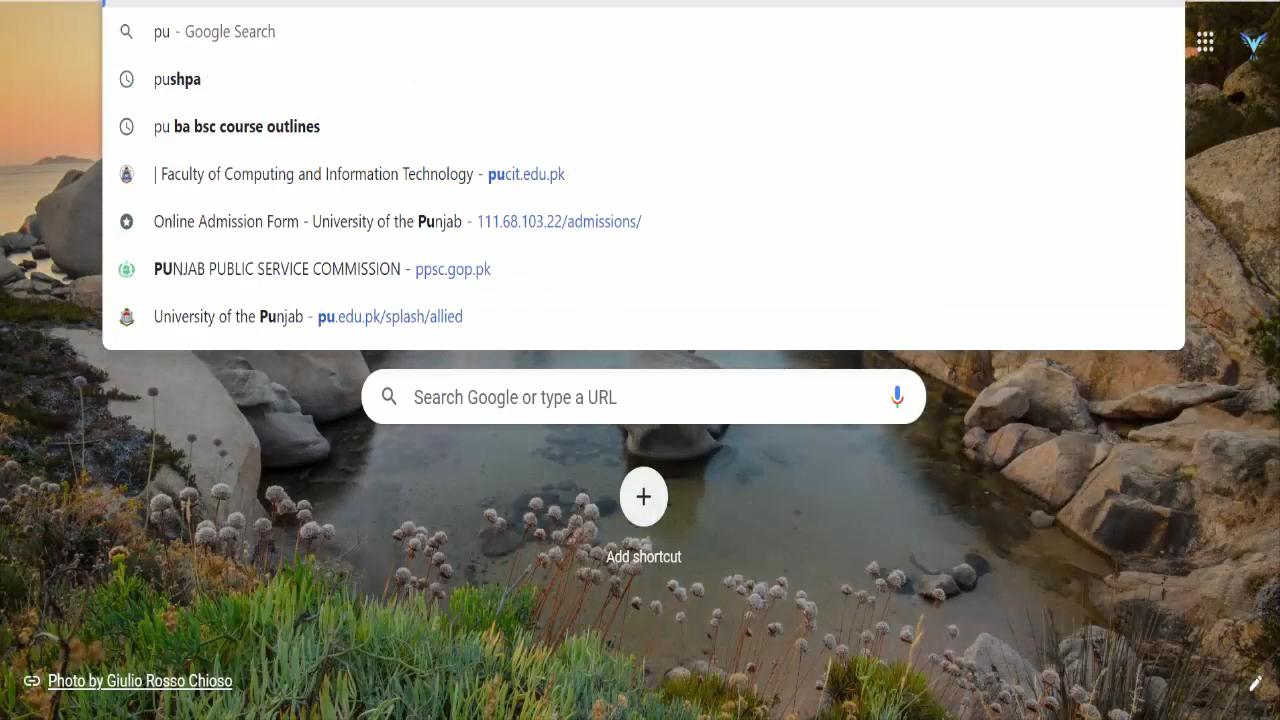 pu - Google Search
pushpa
pu ba bsc course outlines
| Faculty of Computing and Information Technology - pucit.edu.pk
Online Admission Form - University of the Punjab - 111.68.103.22/admissions/
PUNJAB PUBLIC SERVICE COMMISSION - ppsc.gop.pk
University of the Punjab - pu.edu.pk/splash/allied
Search Google or type a URL
Add shortcut
Photo by Giulio Rosso Chioso